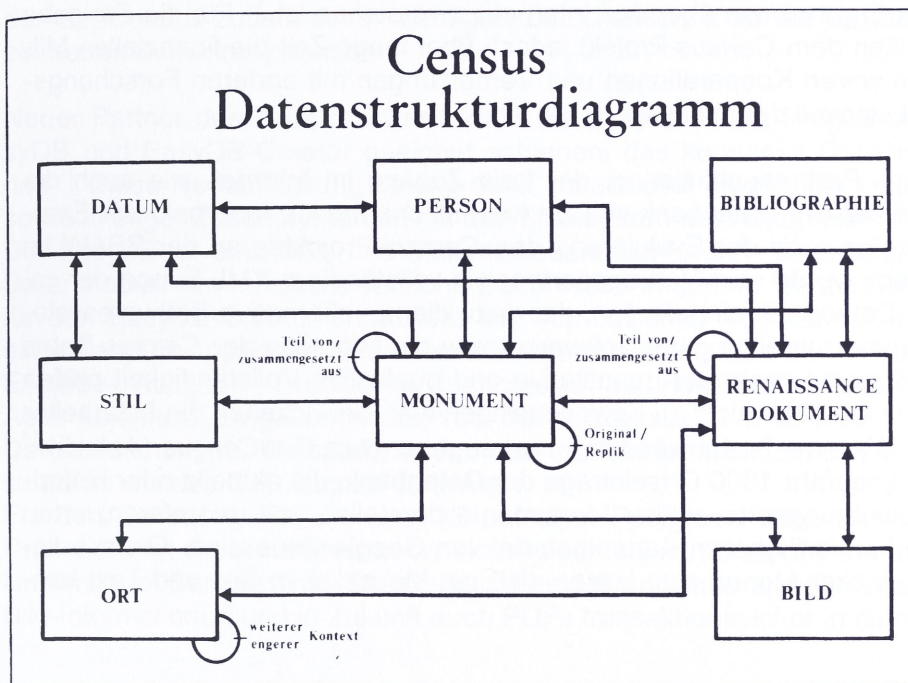 Census
Datenstrukturdiagramm
DATUM
PERSON
BIBLIOGRAPHIE
Teil von/
zusammengesetzt
aus
Teil von/
zusammengesetzt
aus
STIL
MONUMENT
RENAISSANCE
DOKUMENT
Original /
Replik
ORT
BILD
weiterer Kontext
engerer